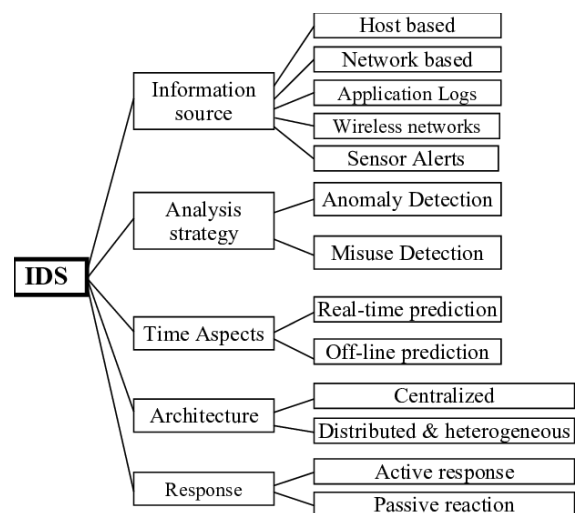 IDS
Information
source
Host based
Network based
Application Logs
Wireless networks
Sensor Alerts
Analysis
strategy
Anomaly Detection
Misuse Detection
Time Aspects
Real-time prediction
Off-line prediction
Architecture
Centralized
Distributed & heterogeneous
Response
Active response
Passive reaction